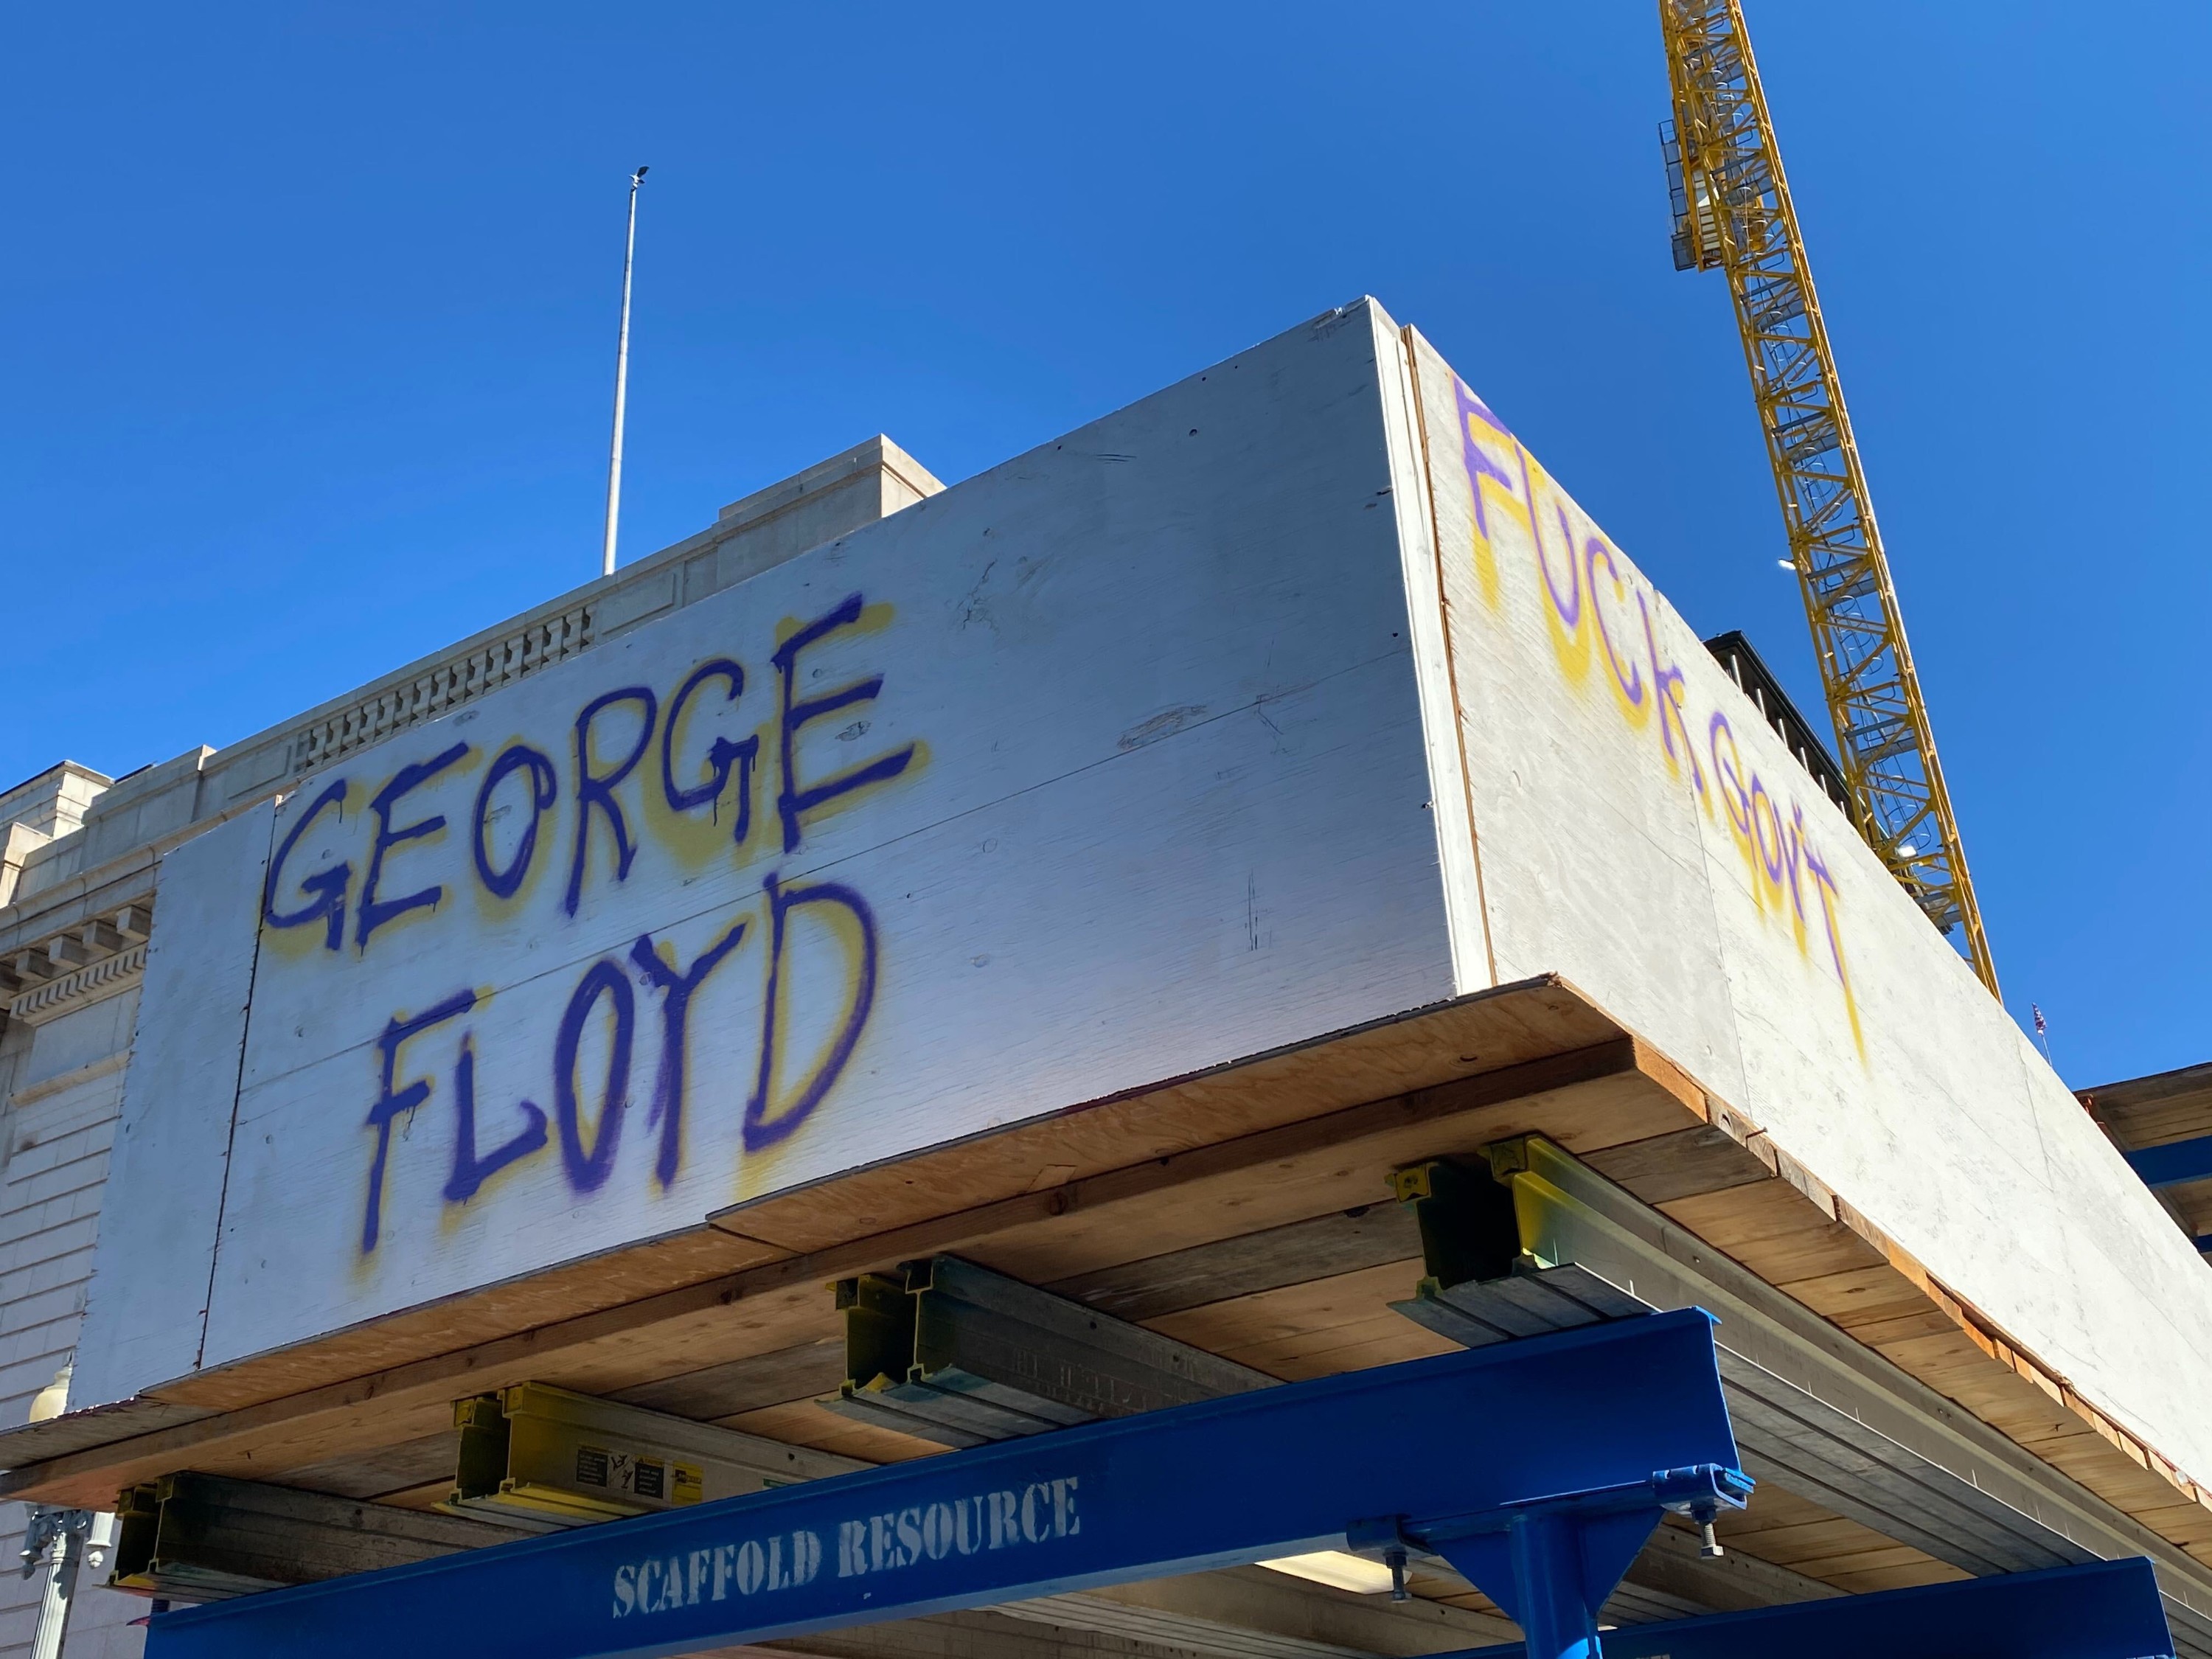 GEORGE
FLOYD
FUCK GOV'T
SCAFFOLD RESOURCE